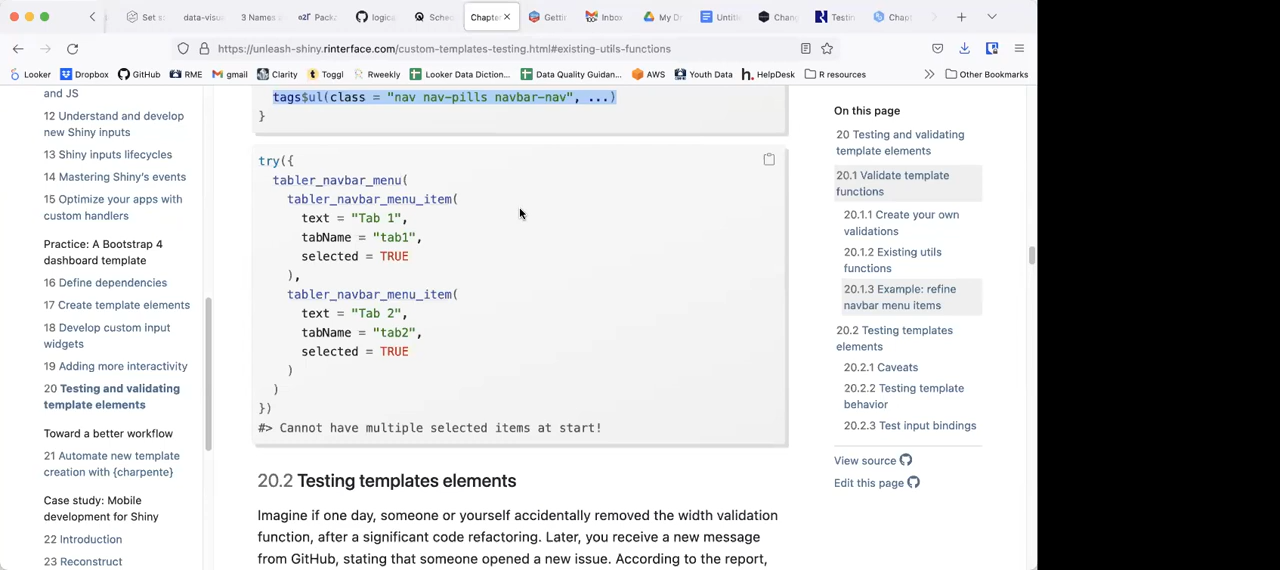 Set s
data-visu
3 Names
Packa
logica
Sched
Chapter
Gettin
Inbox
My Dr
Untitl
Chang
Testin
Chapt
https://unleash-shiny.rinterface.com/custom-templates-testing.html#existing-utils-functions
Looker
Dropbox
GitHub
RME
gmail
Clarity
Toggl
Rweekly
Looker Data Diction...
Data Quality Guidan...
AWS
Youth Data
HelpDesk
R resources
Other Bookmarks
and JS
12 Understand and develop
new Shiny inputs
13 Shiny inputs lifecycles
14 Mastering Shiny's events
15 Optimize your apps with
custom handlers
Practice: A Bootstrap 4
dashboard template
16 Define dependencies
17 Create template elements
18 Develop custom input
widgets
19 Adding more interactivity
20 Testing and validating
template elements
Toward a better workflow
21 Automate new template
creation with {charpente}
Case study: Mobile
development for Shiny
22 Introduction
23 Reconstruct
tags$ul(class = "nav nav-pills navbar-nav", ...)
}
try({
tabler_navbar_menu(
tabler_navbar_menu_item(
text = "Tab 1",
tabName = "tab1",
selected = TRUE
),
tabler_navbar_menu_item(
text = "Tab 2",
tabName = "tab2",
selected = TRUE
)
)
})
#> Cannot have multiple selected items at start!
20.2 Testing templates elements
Imagine if one day, someone or yourself accidentally removed the width validation
function, after a significant code refactoring. Later, you receive a new message
from GitHub, stating that someone opened a new issue. According to the report,
On this page
20 Testing and validating
template elements
20.1 Validate template
functions
20.1.1 Create your own
validations
20.1.2 Existing utils
functions
20.1.3 Example: refine
navbar menu items
20.2 Testing templates
elements
20.2.1 Caveats
20.2.2 Testing template
behavior
20.2.3 Test input bindings
View source
Edit this page